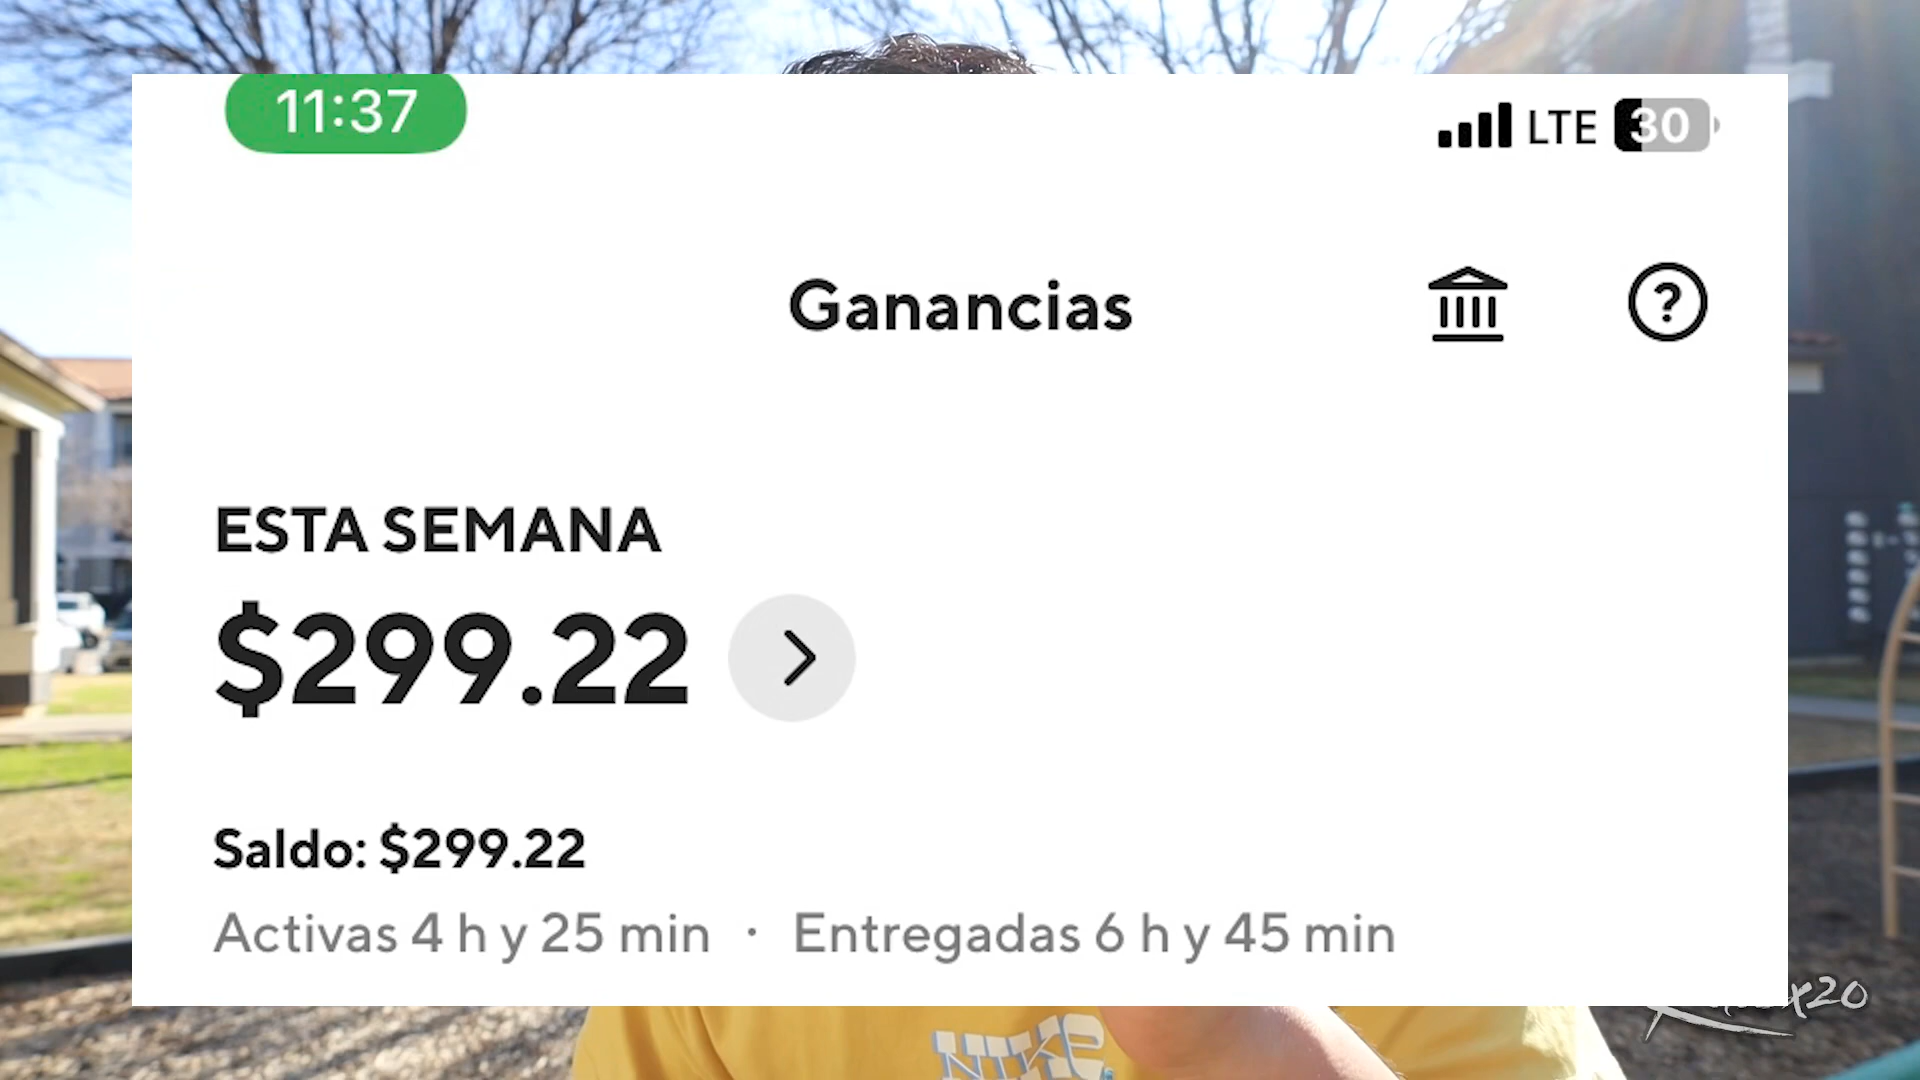 11:37
LTE 30
Ganancias
?
ESTA SEMANA
$299.22
Saldo: $299.22
Activas 4 h y 25 min · Entregadas 6 h y 45 min
NIKE